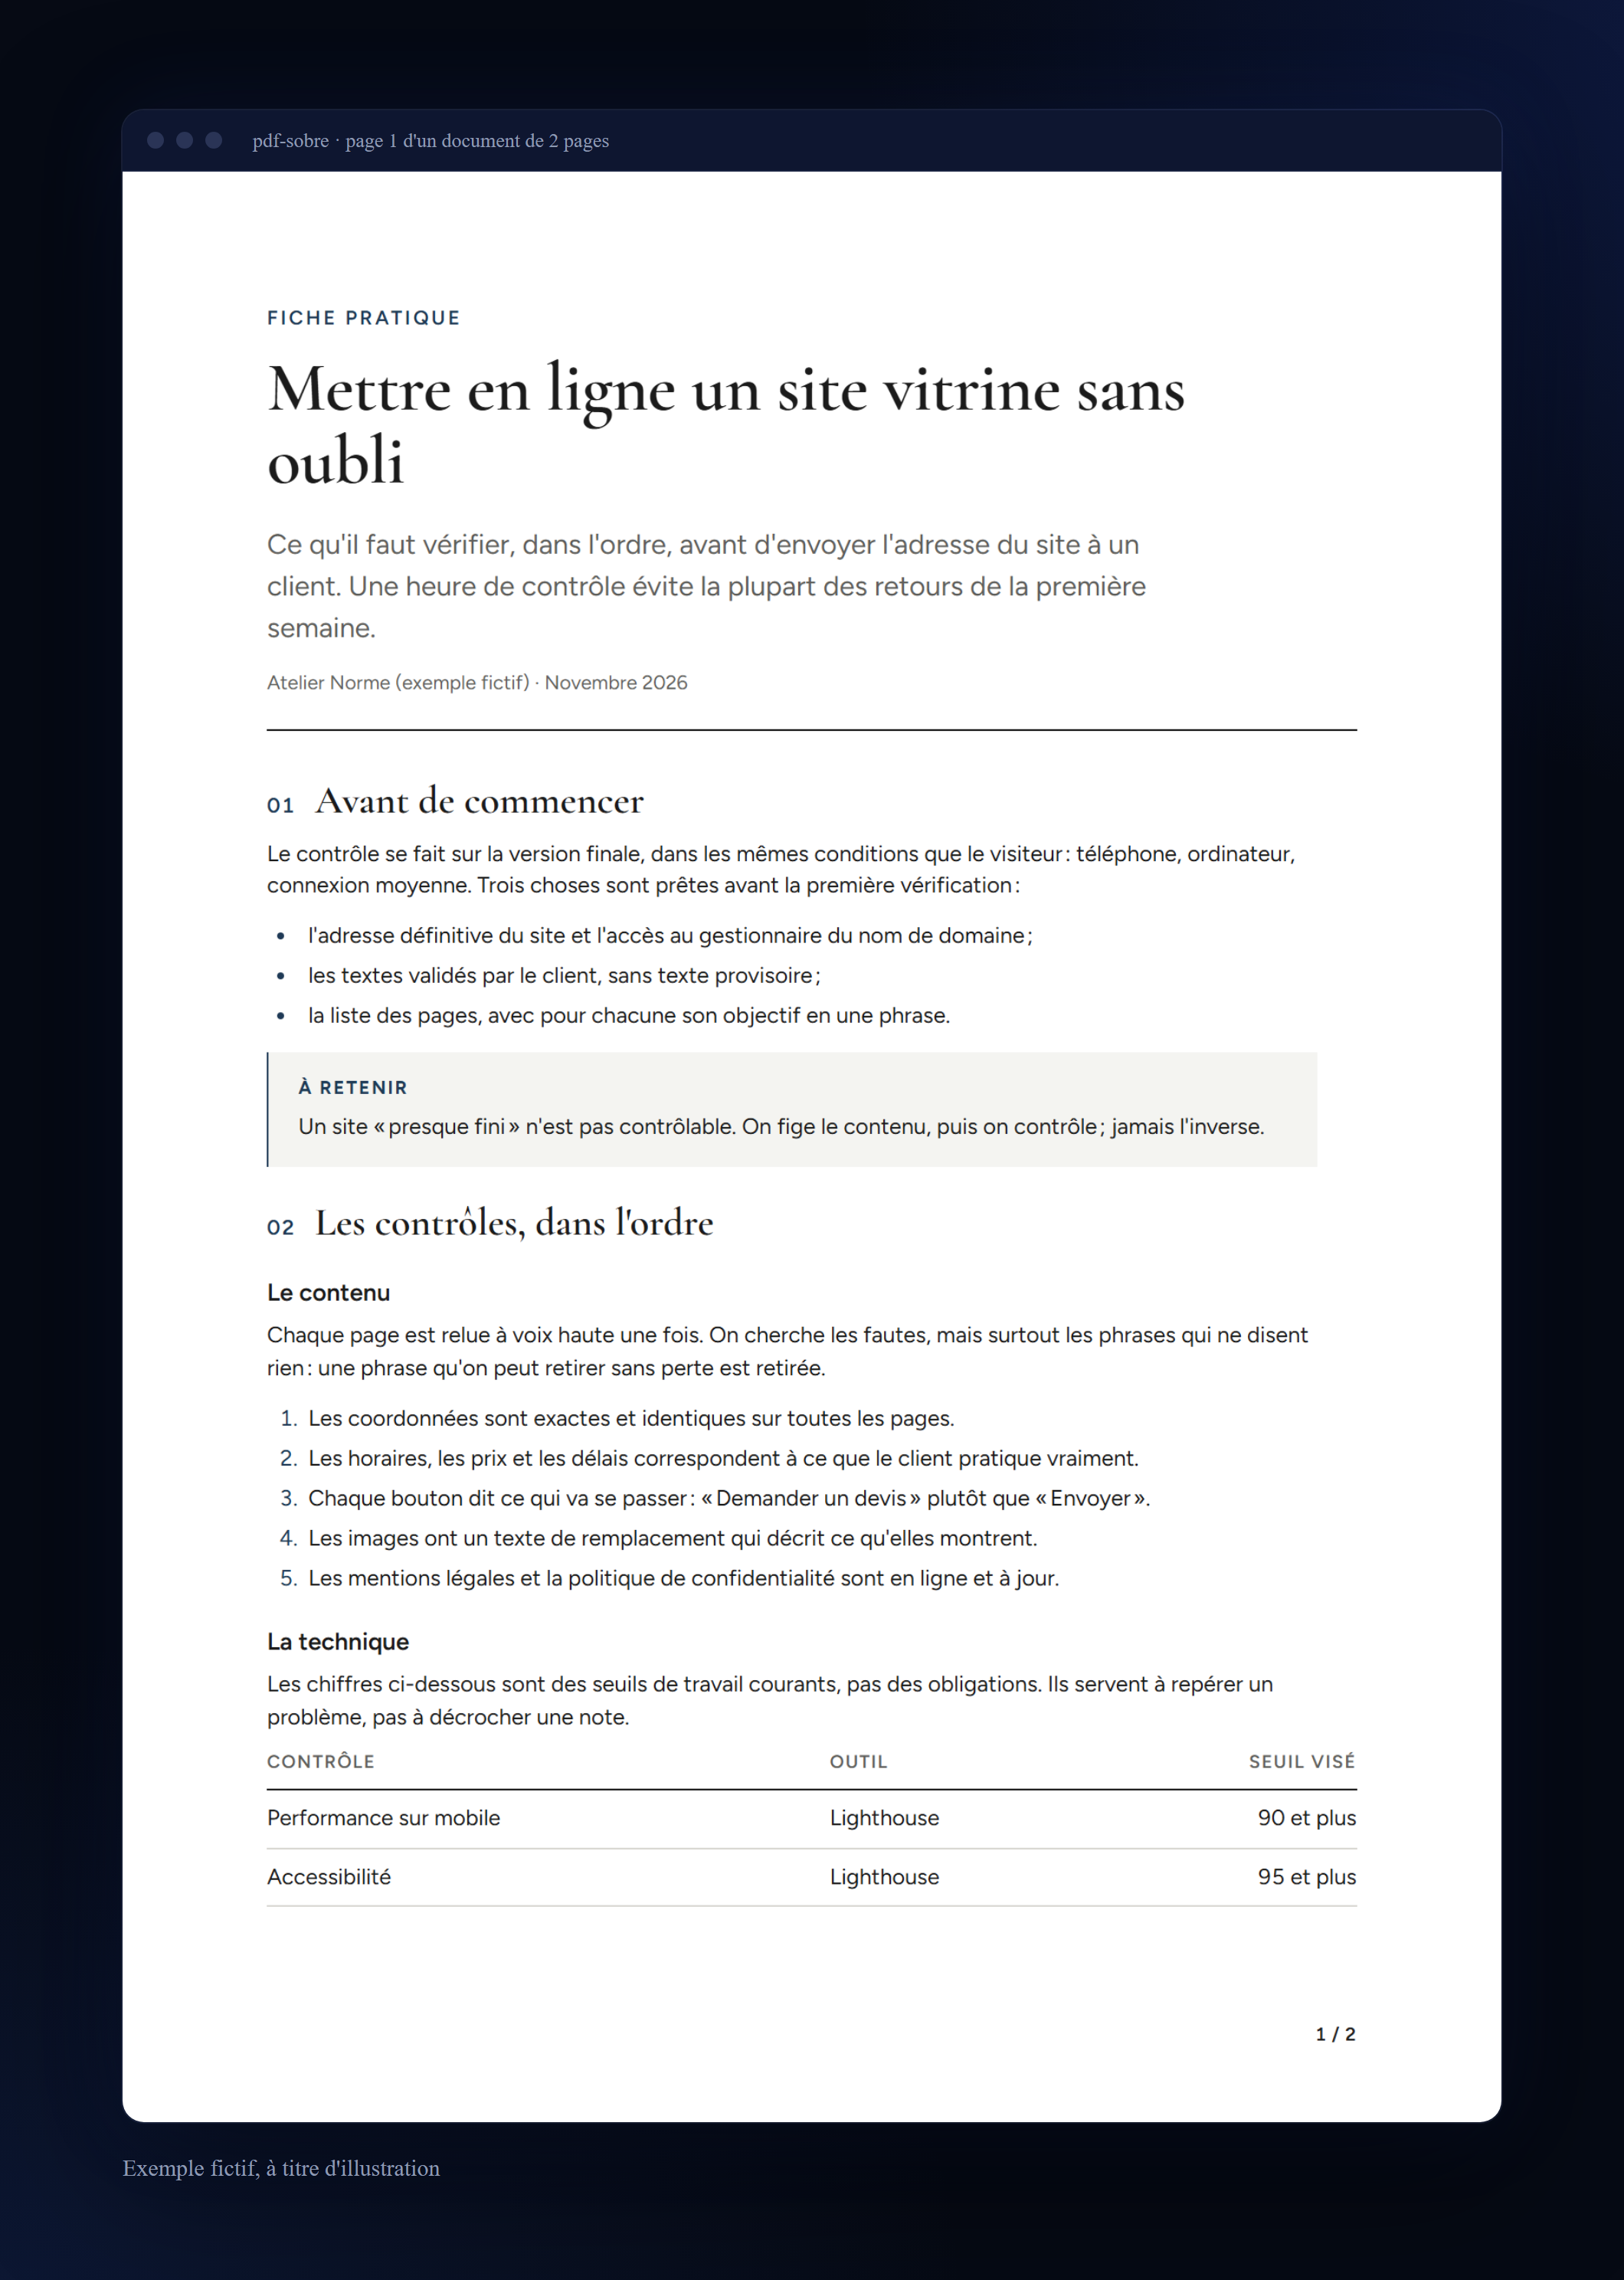 pdf-sobre · page 1 d'un document de 2 pages
FICHE PRATIQUE
Mettre en ligne un site vitrine sans
oubli
Ce qu'il faut vérifier, dans l'ordre, avant d'envoyer l'adresse du site à un
client. Une heure de contrôle évite la plupart des retours de la première
semaine.
Atelier Norme (exemple fictif) · Novembre 2026
01 Avant de commencer
Le contrôle se fait sur la version finale, dans les mêmes conditions que le visiteur : téléphone, ordinateur,
connexion moyenne. Trois choses sont prêtes avant la première vérification :
• l'adresse définitive du site et l'accès au gestionnaire du nom de domaine ;
• les textes validés par le client, sans texte provisoire ;
• la liste des pages, avec pour chacune son objectif en une phrase.
À RETENIR
Un site « presque fini » n'est pas contrôlable. On fige le contenu, puis on contrôle ; jamais l'inverse.
02 Les contrôles, dans l'ordre
Le contenu
Chaque page est relue à voix haute une fois. On cherche les fautes, mais surtout les phrases qui ne disent
rien : une phrase qu'on peut retirer sans perte est retirée.
1. Les coordonnées sont exactes et identiques sur toutes les pages.
2. Les horaires, les prix et les délais correspondent à ce que le client pratique vraiment.
3. Chaque bouton dit ce qui va se passer : « Demander un devis » plutôt que « Envoyer ».
4. Les images ont un texte de remplacement qui décrit ce qu'elles montrent.
5. Les mentions légales et la politique de confidentialité sont en ligne et à jour.
La technique
Les chiffres ci-dessous sont des seuils de travail courants, pas des obligations. Ils servent à repérer un
problème, pas à décrocher une note.
CONTRÔLE OUTIL SEUIL VISÉ
Performance sur mobile Lighthouse 90 et plus
Accessibilité Lighthouse 95 et plus
1 / 2
Exemple fictif, à titre d'illustration